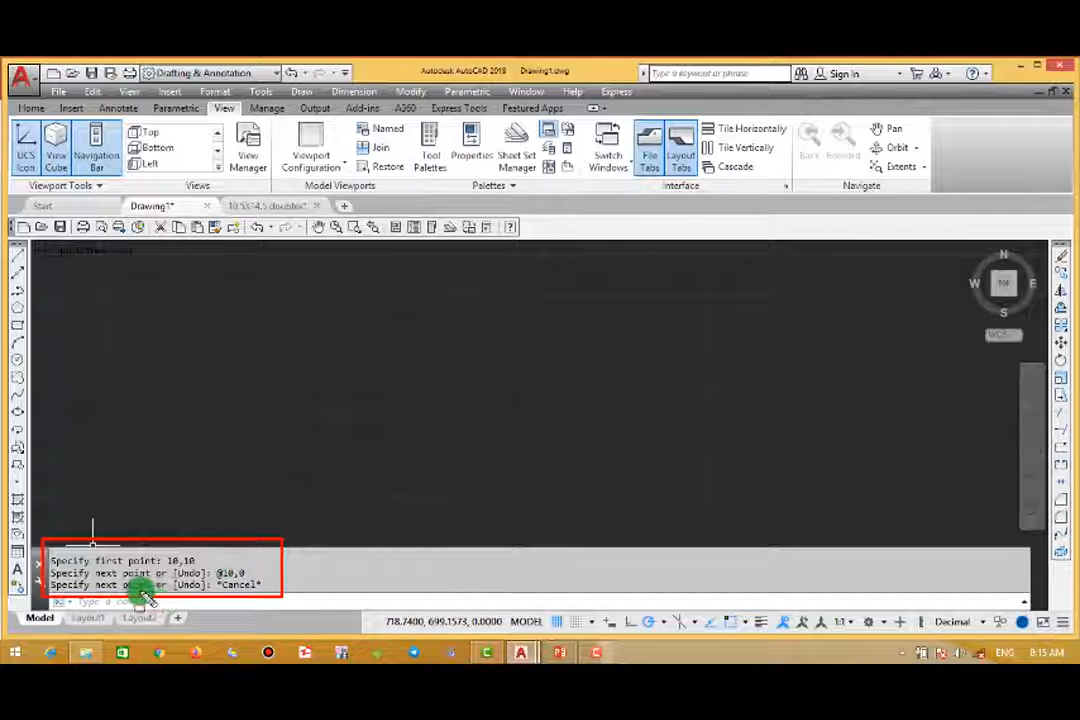 Drafting & Annotation
Autodesk AutoCAD 2018 Drawing1.dwg
Type a keyword or phrase
Sign In
File Edit View Insert Format Tools Draw Dimension Modify Parametric Window Help Express
Home Insert Annotate Parametric View Manage Output Add-ins A360 Express Tools Featured Apps
Top Named Tile Horizontally Pan
Bottom Join Tile Vertically Orbit
UCS Icon View Cube Navigation Bar Left View Manager Viewport Configuration Restore Tool Palettes Properties Sheet Set Manager Switch Windows File Tabs Layout Tabs Cascade Back Extents
Viewport Tools Views Model Viewports Palettes Interface Navigate
Start Drawing1*
N
W E
S
WCS
Specify first point: 10,10
Specify next point or [Undo]: @10,0
Specify next point or [Undo]: *Cancel*
Type a
Model Layout1 Layout2 + 718.7400, 699.1573, 0.0000 MODEL 1:1 Decimal
ENG 8:15 AM